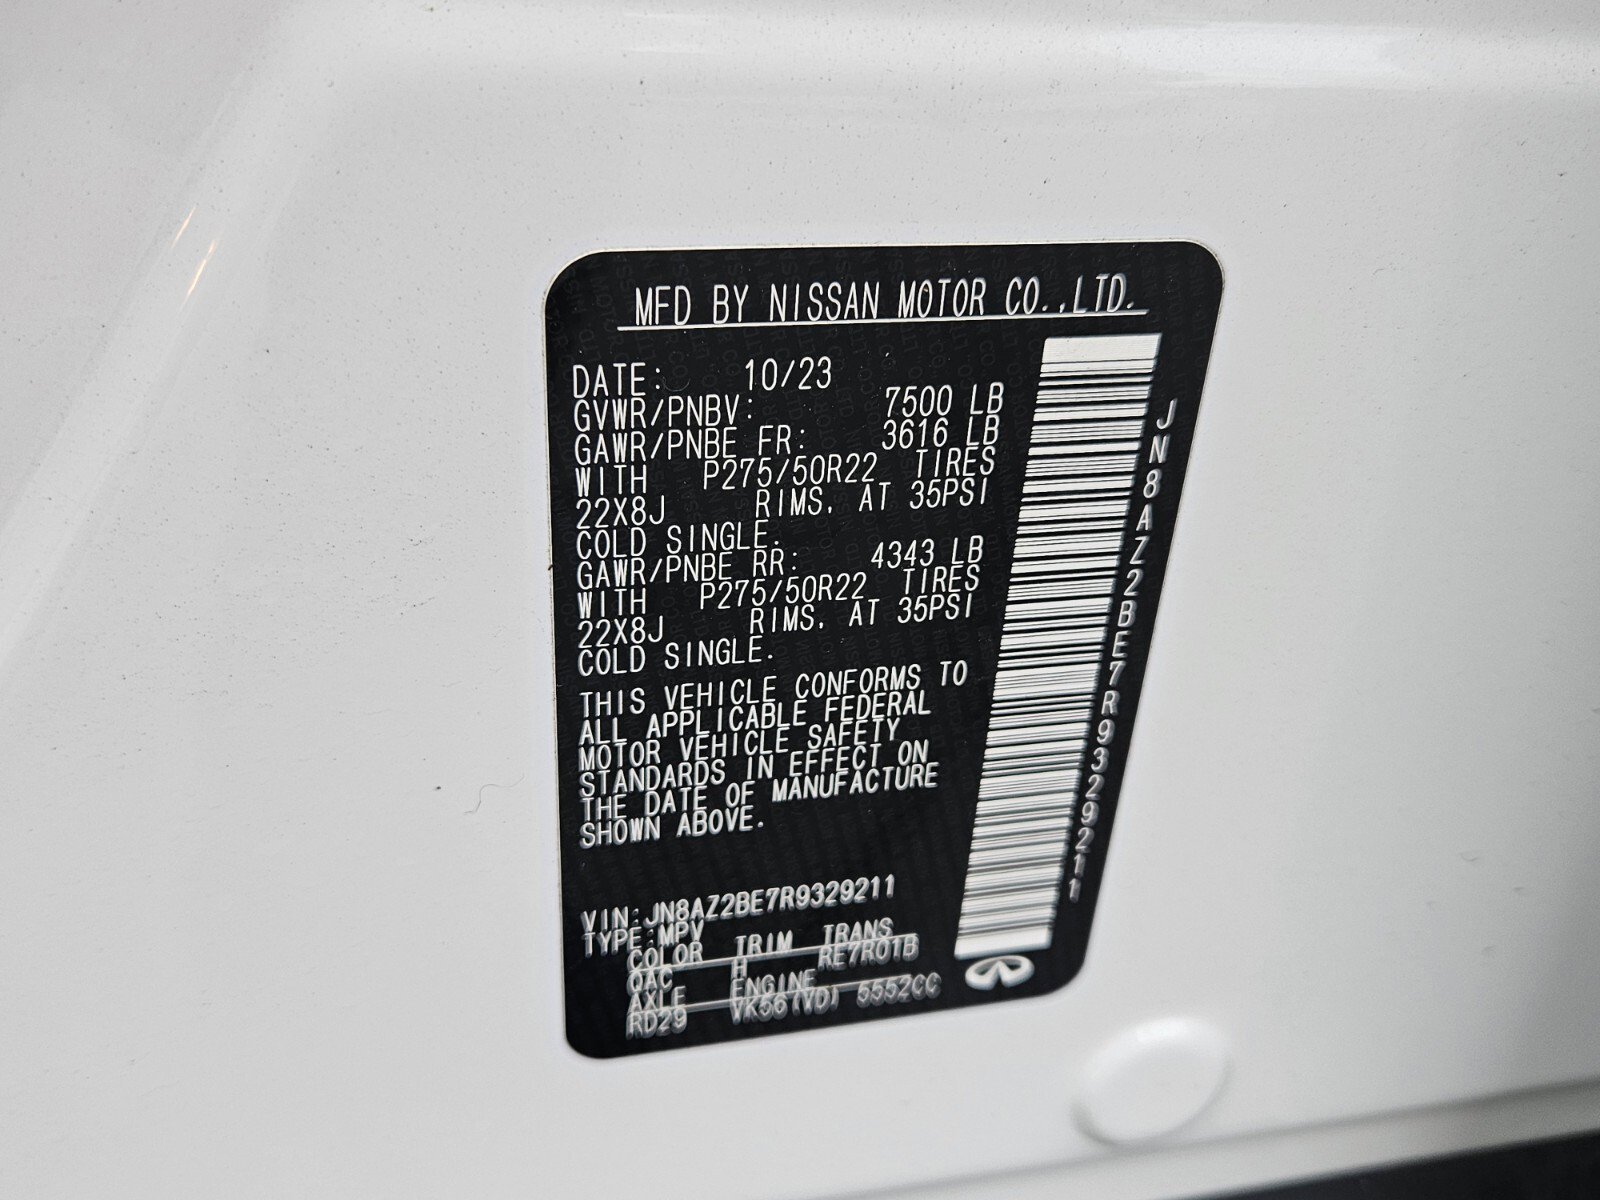 MFD BY NISSAN MOTOR CO.,LTD.
DATE: 10/23
GVWR/PNBV: 7500 LB
GAWR/PNBE FR: 3616 LB
WITH P275/50R22 TIRES
22X8J RIMS, AT 35PSI
COLD SINGLE.
GAWR/PNBE RR: 4343 LB
WITH P275/50R22 TIRES
22X8J RIMS, AT 35PSI
COLD SINGLE.
THIS VEHICLE CONFORMS TO
ALL APPLICABLE FEDERAL
MOTOR VEHICLE SAFETY
STANDARDS IN EFFECT ON
THE DATE OF MANUFACTURE
SHOWN ABOVE.
VIN:JN8AZ2BE7R9329211
TYPE:MPV
COLOR TRIM TRANS
QAC H RE7R01B
AXLE ENGINE
RD29 VK56(VD) 5552CC
JN8AZ2BE7R9329211